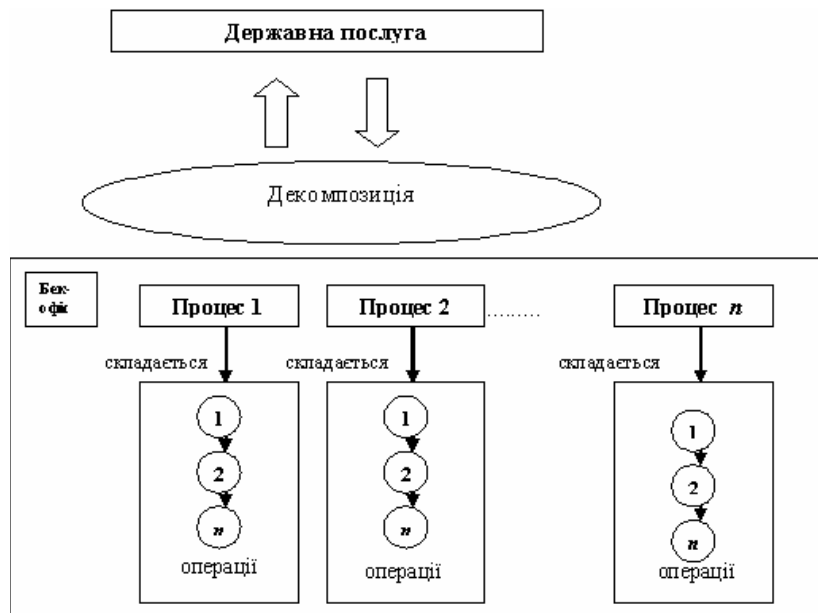 Державна послуга
Декомпозиція
Бек-
офіс
Процес 1
Процес 2
.........
Процес n
складається
складається
складається
1
2
n
операції
1
2
n
операції
1
2
n
операції